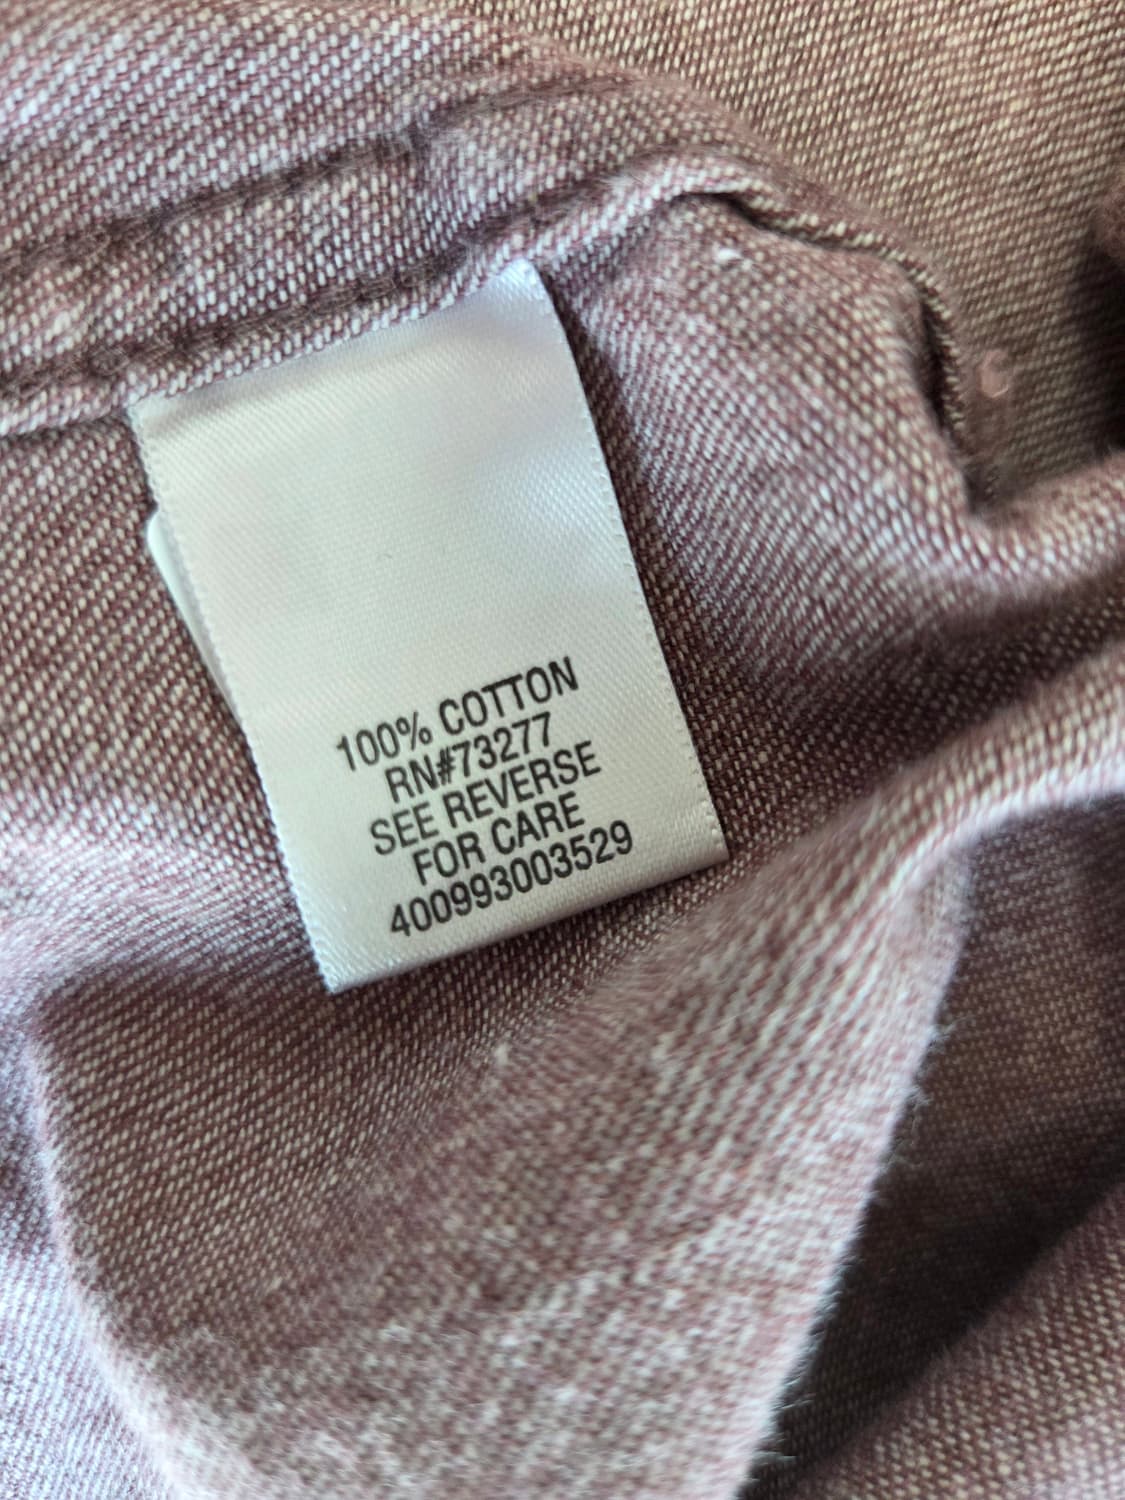 100% COTTON
RN#73277
SEE REVERSE
FOR CARE
400993003529